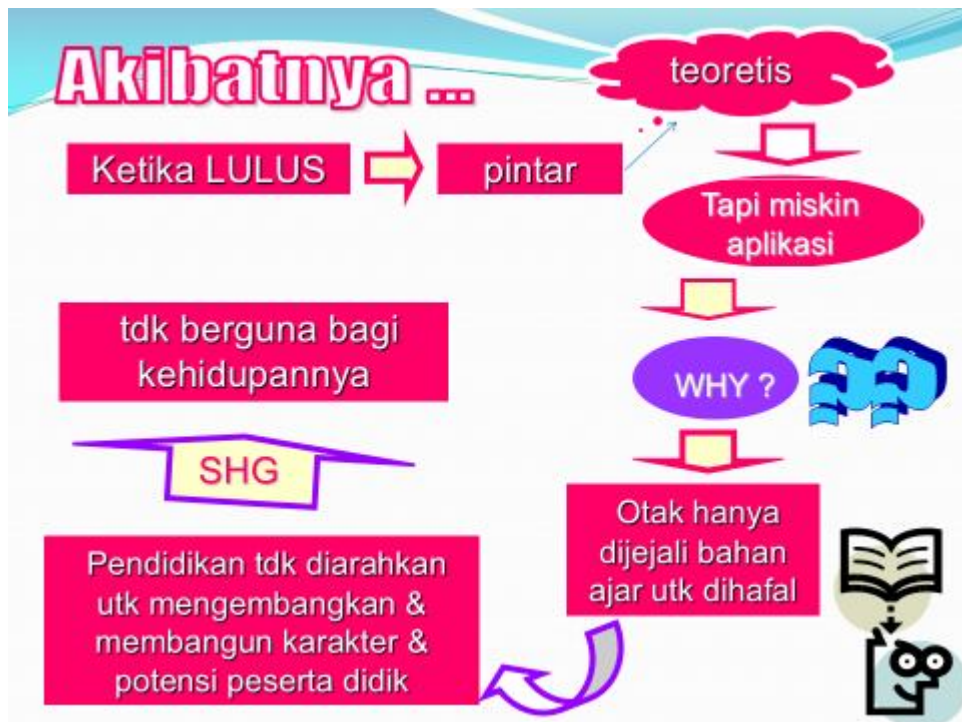 Akibatnya ...
teoretis
Ketika LULUS
pintar
Tapi miskin
aplikasi
tdk berguna bagi
kehidupannya
WHY ?
SHG
Otak hanya
dijejali bahan
ajar utk dihafal
Pendidikan tdk diarahkan
utk mengembangkan &
membangun karakter &
potensi peserta didik